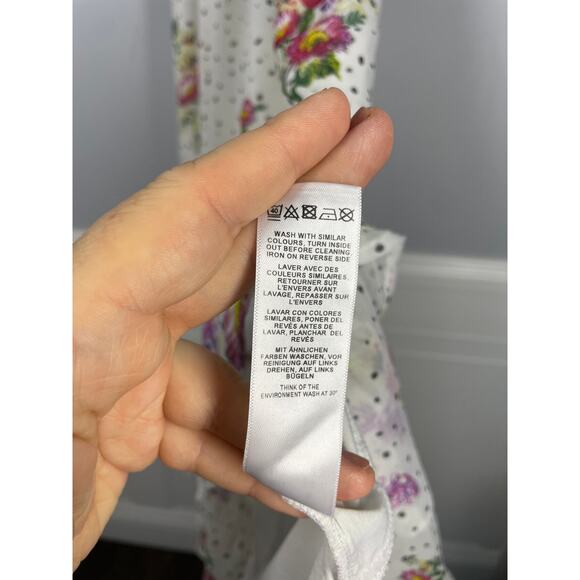 40
WASH WITH SIMILAR
COLOURS, TURN INSIDE
OUT BEFORE CLEANING
IRON ON REVERSE SIDE
LAVER AVEC DES
COULEURS SIMILAIRES,
RETOURNER SUR
L'ENVERS AVANT
LAVAGE, REPASSER SUR
L'ENVERS
LAVAR CON COLORES
SIMILARES, PONER DEL
REVÉS ANTES DE
LAVAR, PLANCHAR DEL
REVÉS
MIT ÄHNLICHEN
FARBEN WASCHEN, VOR
REINIGUNG AUF LINKS
DREHEN, AUF LINKS
BÜGELN
THINK OF THE
ENVIRONMENT WASH AT 30°